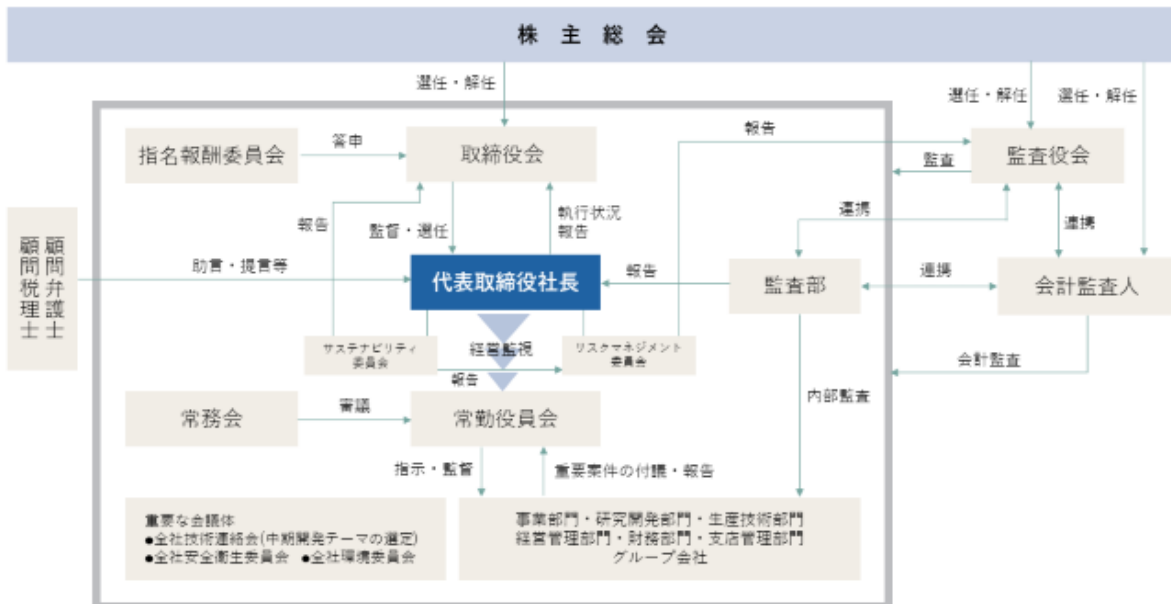 株主総会
選任・解任
選任・解任
選任・解任
指名報酬委員会
答申
取締役会
報告
監査役会
監査
報告
監督・選任
執行状況
報告
連携
連携
顧問弁護士
顧問税理士
助言・提言等
代表取締役社長
報告
監査部
連携
会計監査人
サステナビリティ
委員会
経営監視
リスクマネジメント
委員会
報告
会計監査
常務会
審議
常勤役員会
内部監査
指示・監督
重要案件の付議・報告
重要な会議体
●全社技術連絡会(中期開発テーマの選定)
●全社安全衛生委員会 ●全社環境委員会
事業部門・研究開発部門・生産技術部門
経営管理部門・財務部門・支店管理部門
グループ会社